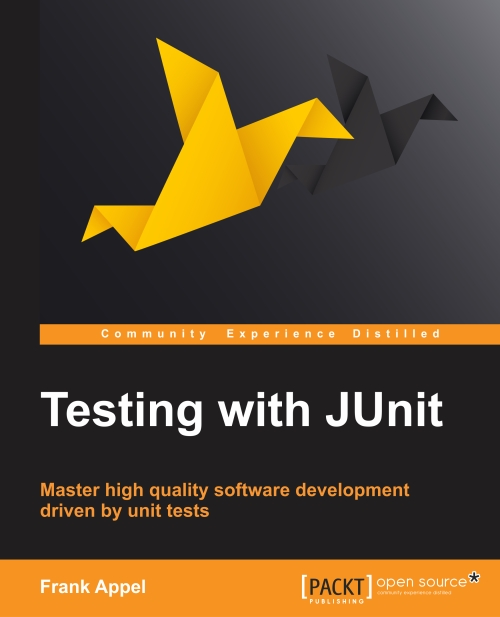 Community Experience Distilled
Testing with JUnit
Master high quality software development
driven by unit tests
Frank Appel
[PACKT] open source*
PUBLISHING community experience distilled